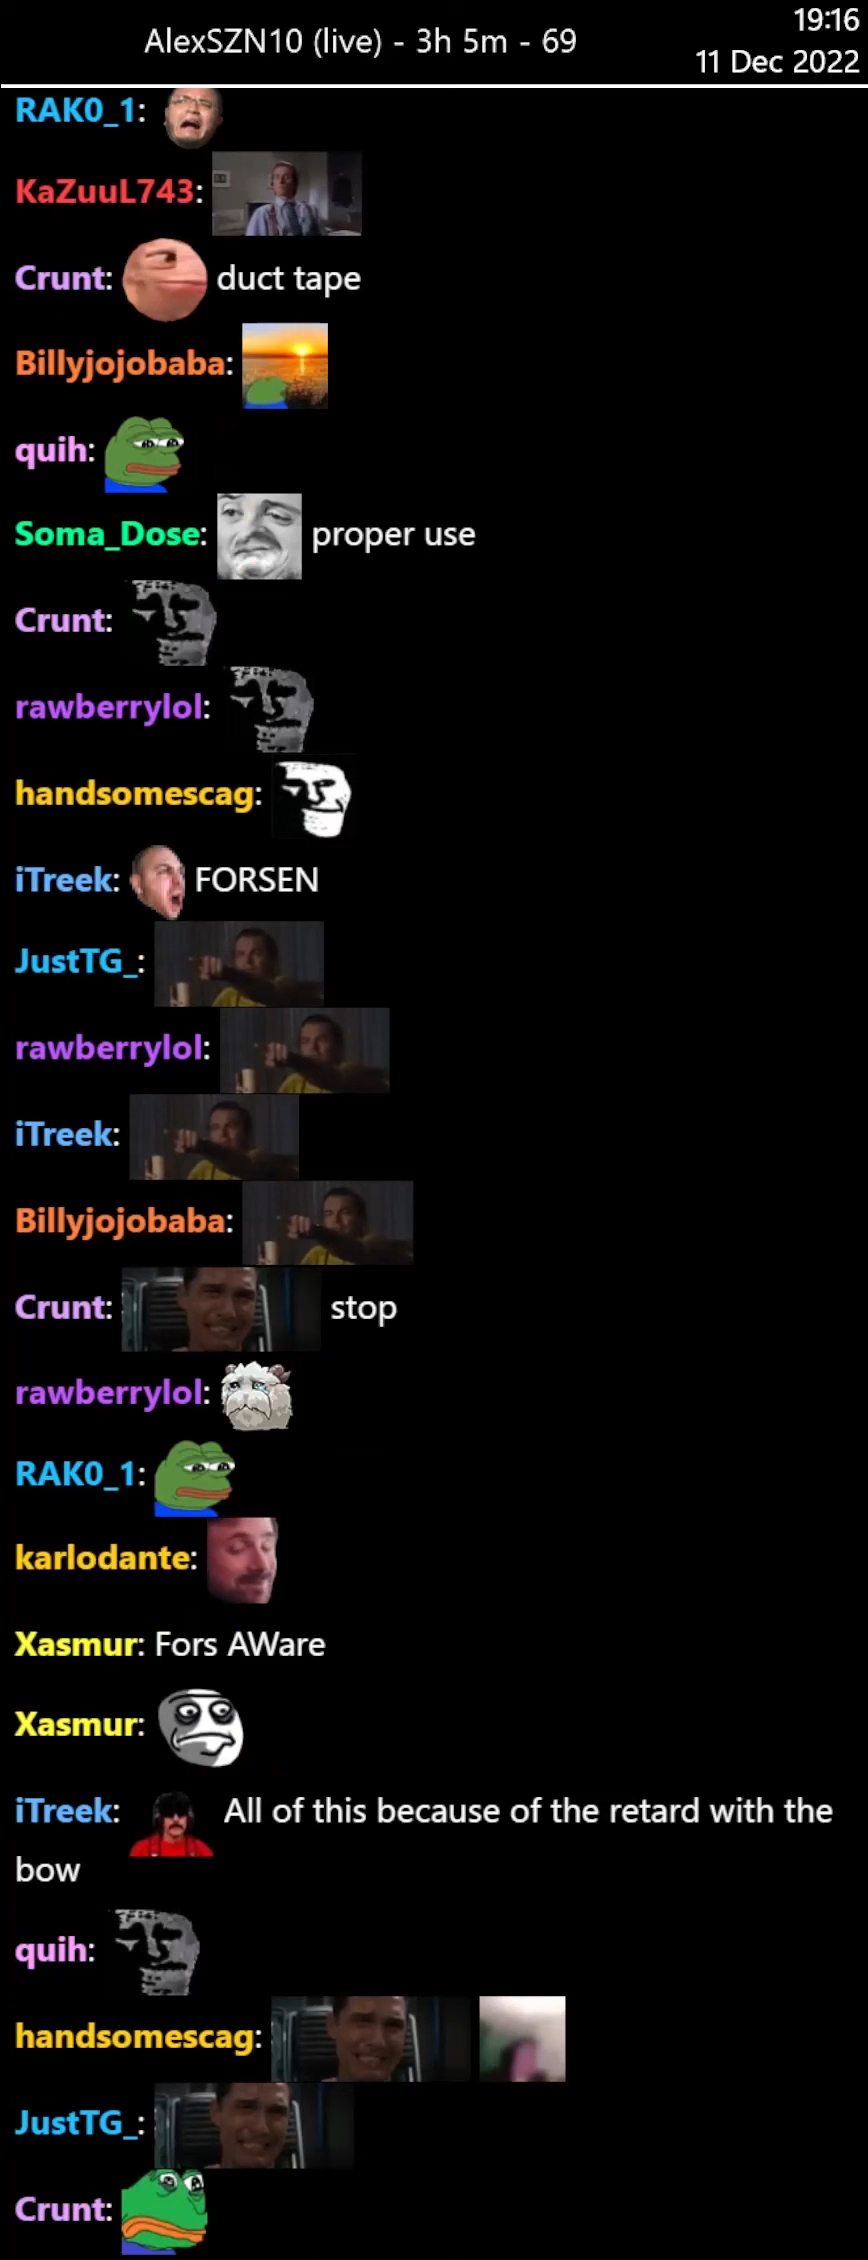 AlexSZN10 (live) - 3h 5m - 69
19:16
11 Dec 2022
RAK0_1:
KaZuuL743:
Crunt: duct tape
Billyjojobaba:
quih:
Soma_Dose: proper use
Crunt:
rawberrylol:
handsomescag:
iTreek: FORSEN
JustTG_:
rawberrylol:
iTreek:
Billyjojobaba:
Crunt: stop
rawberrylol:
RAK0_1:
karlodante:
Xasmur: Fors AWare
Xasmur:
iTreek: All of this because of the retard with the
bow
quih:
handsomescag:
JustTG_:
Crunt: